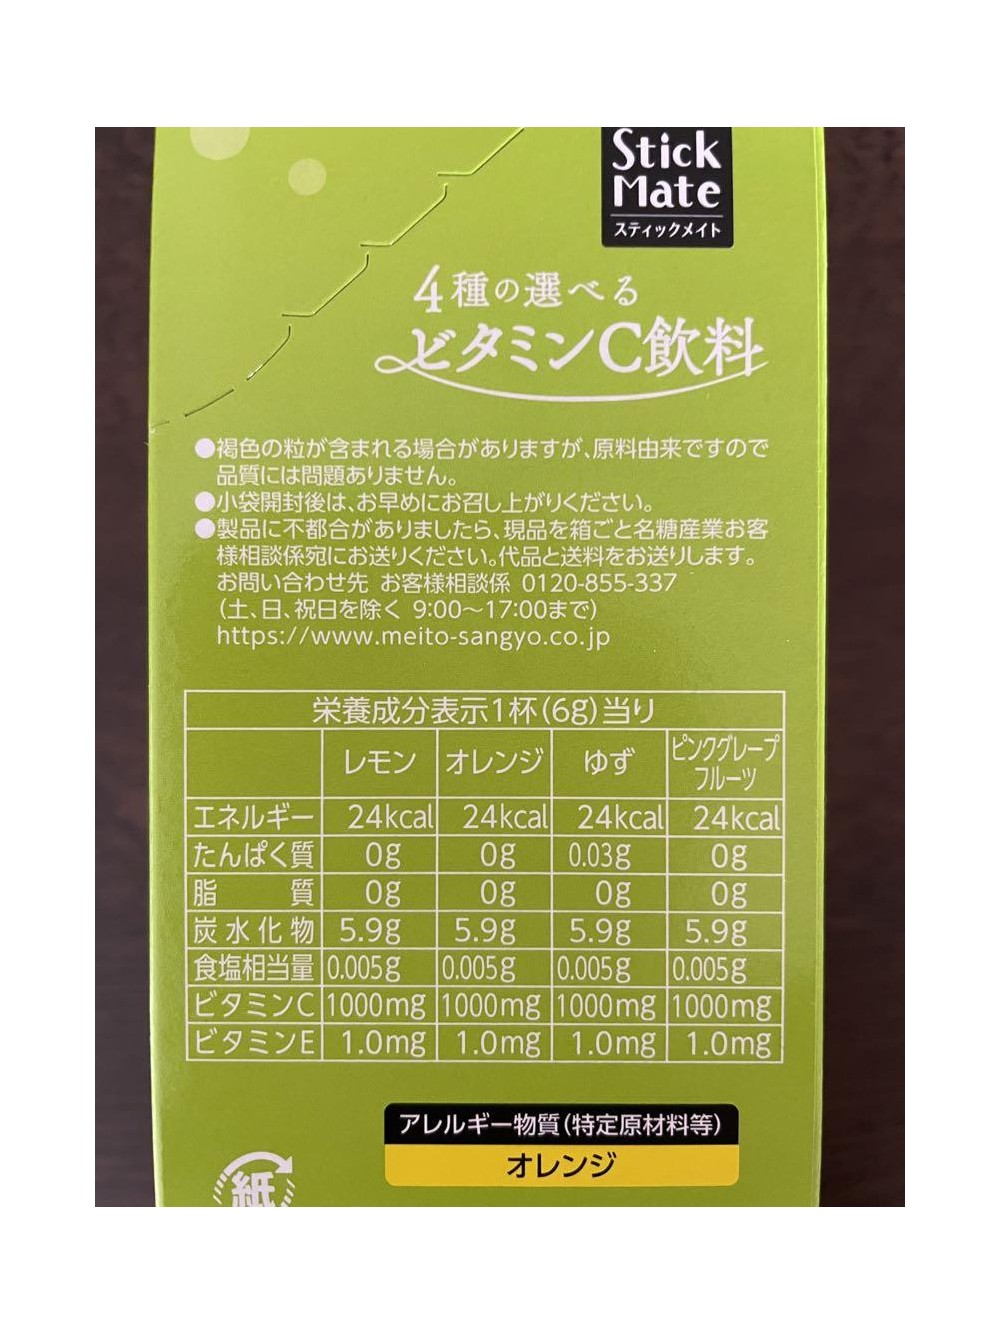 Stick
Mate
スティックメイト
4種の選べる
ビタミンC飲料
●褐色の粒が含まれる場合がありますが、原料由来ですので
品質には問題ありません。
●小袋開封後は、お早めにお召し上がりください。
●製品に不都合がありましたら、現品を箱ごと名糖産業お客
様相談係宛にお送りください。代品と送料をお送りします。
お問い合わせ先 お客様相談係 0120-855-337
(土、日、祝日を除く 9:00~17:00まで)
https://www.meito-sangyo.co.jp
栄養成分表示1杯(6g)当り
レモン オレンジ ゆず ピンクグレープ
フルーツ
エネルギー 24kcal 24kcal 24kcal 24kcal
たんぱく質 0g 0g 0.03g 0g
脂質 0g 0g 0g 0g
炭水化物 5.9g 5.9g 5.9g 5.9g
食塩相当量 0.005g 0.005g 0.005g 0.005g
ビタミンC 1000mg 1000mg 1000mg 1000mg
ビタミンE 1.0mg 1.0mg 1.0mg 1.0mg
アレルギー物質(特定原材料等)
オレンジ
紙